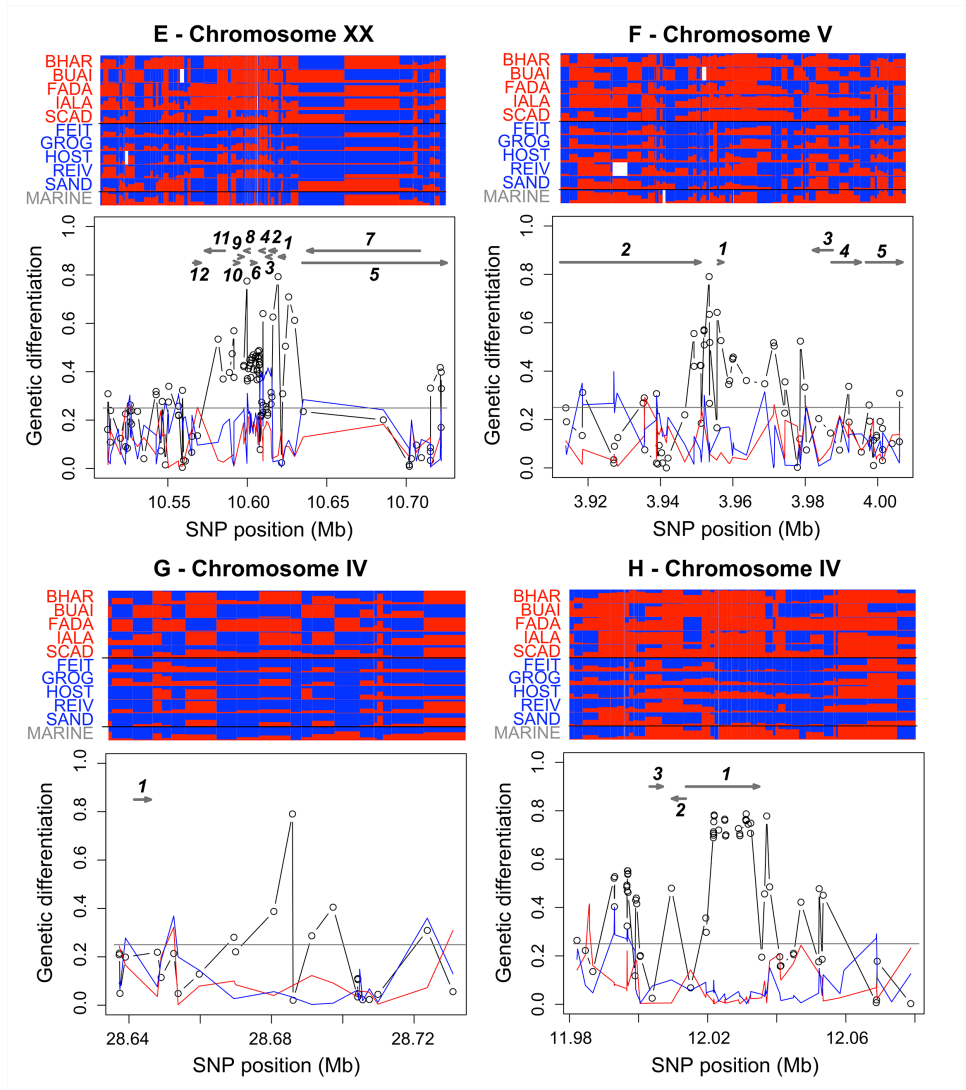 E - Chromosome XX
BHAR
BUAI
FADA
IALA
SCAD
FEIT
GROG
HOST
REIV
SAND
MARINE
Genetic differentiation
1.0
0.8
0.6
0.4
0.2
0.0
11 9 8 4 2 1 7
12 10 6 3 5
10.55 10.60 10.65 10.70
SNP position (Mb)
F - Chromosome V
BHAR
BUAI
FADA
IALA
SCAD
FEIT
GROG
HOST
REIV
SAND
MARINE
Genetic differentiation
1.0
0.8
0.6
0.4
0.2
0.0
2 1 3 4 5
3.92 3.94 3.96 3.98 4.00
SNP position (Mb)
G - Chromosome IV
BHAR
BUAI
FADA
IALA
SCAD
FEIT
GROG
HOST
REIV
SAND
MARINE
Genetic differentiation
1.0
0.8
0.6
0.4
0.2
0.0
1
28.64 28.68 28.72
SNP position (Mb)
H - Chromosome IV
BHAR
BUAI
FADA
IALA
SCAD
FEIT
GROG
HOST
REIV
SAND
MARINE
Genetic differentiation
1.0
0.8
0.6
0.4
0.2
0.0
3 1
2
11.98 12.02 12.06
SNP position (Mb)